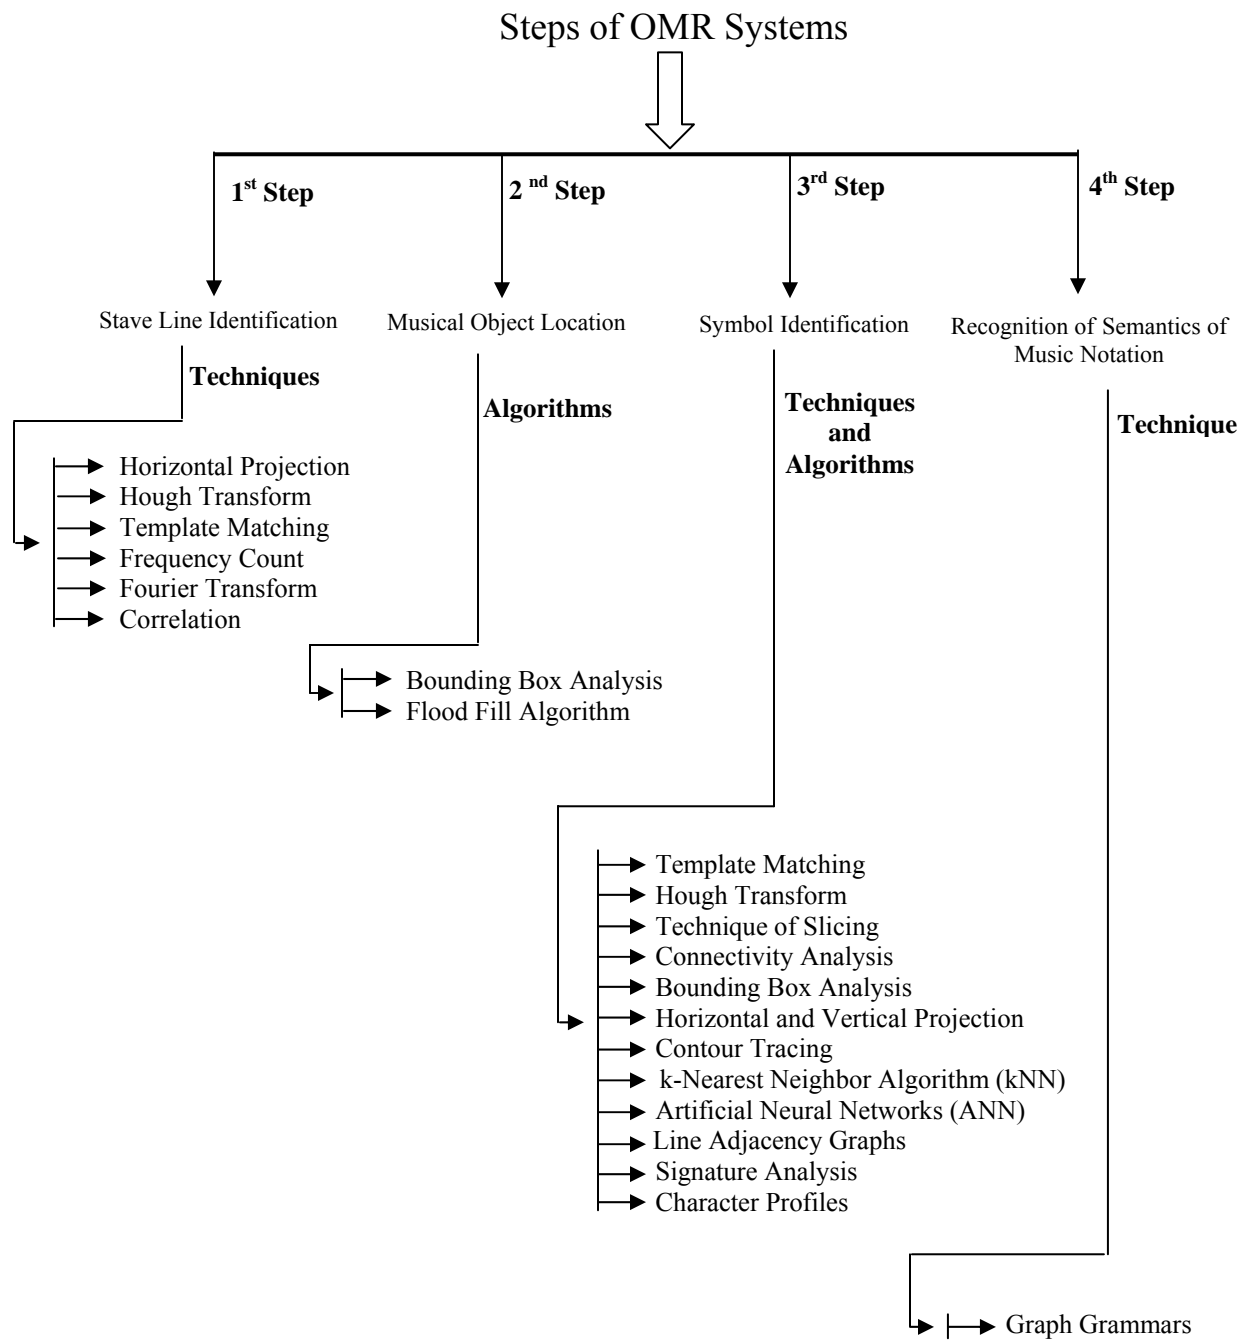 Steps of OMR Systems
1st Step
2 nd Step
3rd Step
4th Step
Stave Line Identification
Musical Object Location
Symbol Identification
Recognition of Semantics of
Music Notation
Techniques
Algorithms
Techniques
and
Algorithms
Technique
Horizontal Projection
Hough Transform
Template Matching
Frequency Count
Fourier Transform
Correlation
Bounding Box Analysis
Flood Fill Algorithm
Template Matching
Hough Transform
Technique of Slicing
Connectivity Analysis
Bounding Box Analysis
Horizontal and Vertical Projection
Contour Tracing
k-Nearest Neighbor Algorithm (kNN)
Artificial Neural Networks (ANN)
Line Adjacency Graphs
Signature Analysis
Character Profiles
Graph Grammars